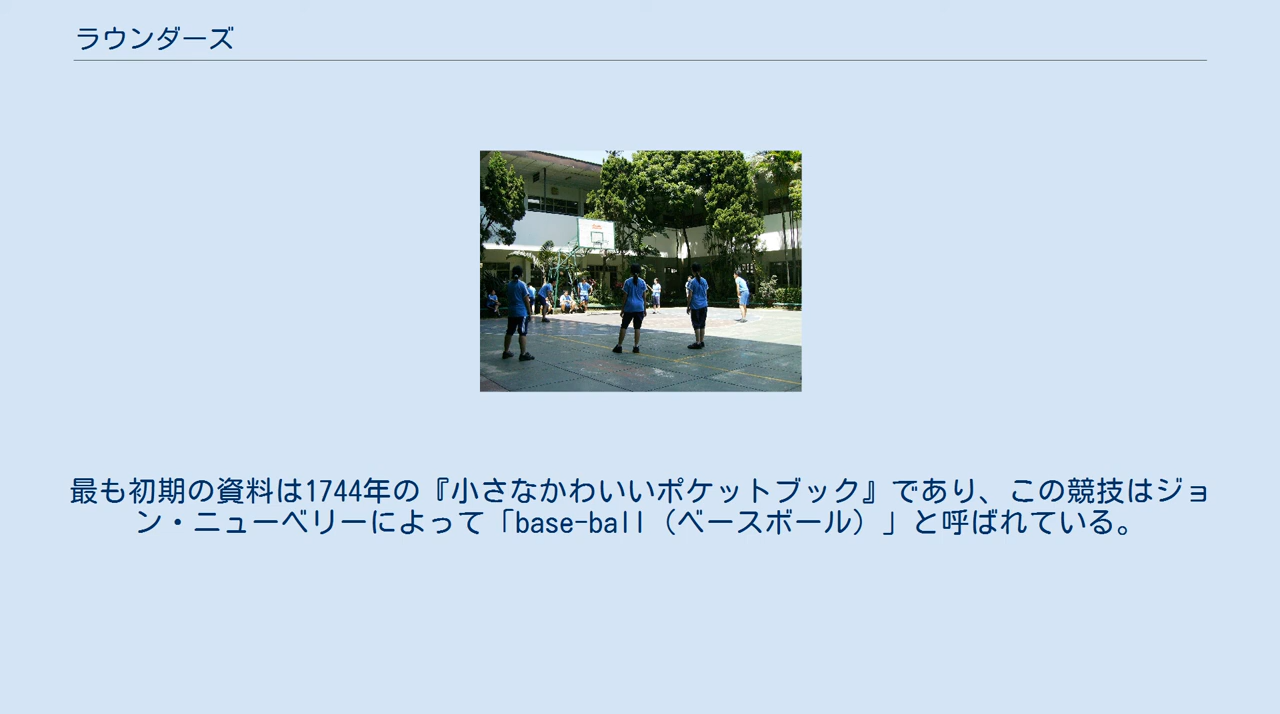 ラウンダーズ
最も初期の資料は1744年の『小さなかわいいポケットブック』であり、この競技はジョ
ン・ニューベリーによって「base-ball（ベースボール）」と呼ばれている。